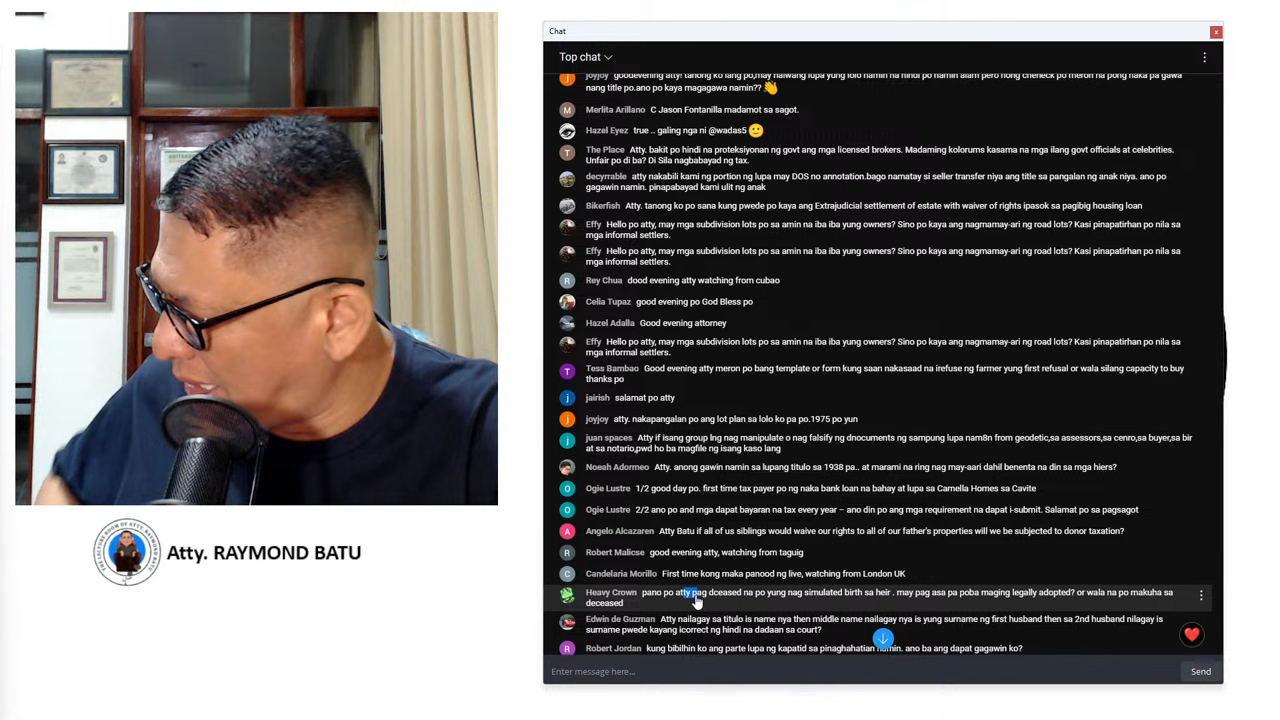 Chat
x
Top chat
joyjoy goodevening atty! tanong ko lang po,may naiwang lupa yung lolo namin na hindi po namin alam pero nong cheneck po meron na pong naka pa gawa
nang title po.ano po kaya magagawa namin??
Merlita Arillano C Jason Fontanilla madamot sa sagot.
Hazel Eyez true .. galing nga ni @wadas5
The Place Atty. bakit po hindi na proteksiyonan ng govt ang mga licensed brokers. Madaming kolorums kasama na mga ilang govt officials at celebrities.
Unfair po di ba? Di Sila nagbabayad ng tax.
decyrrable atty nakabili kami ng portion ng lupa may DOS no annotation.bago namatay si seller transfer niya ang title sa pangalan ng anak niya. ano po
gagawin namin. pinapabayad kami ulit ng anak
Bikerfish Atty. tanong ko po sana kung pwede po kaya ang Extrajudicial settlement of estate with waiver of rights ipasok sa pagibig housing loan
Effy Hello po atty, may mga subdivision lots po sa amin na iba iba yung owners? Sino po kaya ang nagmamay-ari ng road lots? Kasi pinapatirhan po nila sa
mga informal settlers.
Effy Hello po atty, may mga subdivision lots po sa amin na iba iba yung owners? Sino po kaya ang nagmamay-ari ng road lots? Kasi pinapatirhan po nila sa
mga informal settlers.
R Rey Chua dood evening atty watching from cubao
Celia Tupaz good evening po God Bless po
Hazel Adalla Good evening attorney
Effy Hello po atty, may mga subdivision lots po sa amin na iba iba yung owners? Sino po kaya ang nagmamay-ari ng road lots? Kasi pinapatirhan po nila sa
mga informal settlers.
T Tess Bambao Good evening atty meron po bang template or form kung saan nakasaad na irefuse ng farmer yung first refusal or wala silang capacity to buy
thanks po
j jairish salamat po atty
j joyjoy atty. nakapangalan po ang lot plan sa lolo ko pa po.1975 po yun
j juan spaces Atty if isang group lng nag manipulate o nag falsify ng dnocuments ng sampung lupa nam8n from geodetic,sa assessors,sa cenro,sa buyer,sa bir
at sa notario,pwd ho ba magfile ng isang kaso lang
Noeah Adormeo Atty. anong gawin namin sa lupang titulo sa 1938 pa.. at marami na ring nag may-aari dahil benenta na din sa mga hiers?
O Ogie Lustre 1/2 good day po. first time tax payer po ng naka bank loan na bahay at lupa sa Camella Homes sa Cavite
O Ogie Lustre 2/2 ano po and mga dapat bayaran na tax every year – ano din po ang mga requirement na dapat i-submit. Salamat po sa pagsagot
A Angelo Alcazaren Atty Batu if all of us siblings would waive our rights to all of our father's properties will we be subjected to donor taxation?
R Robert Malicse good evening atty, watching from taguig
C Candelaria Morillo First time kong maka panood ng live, watching from London UK
Heavy Crown pano po atty pag dceased na po yung nag simulated birth sa heir . may pag asa pa poba maging legally adopted? or wala na po makuha sa
deceased
Edwin de Guzman Atty nailagay sa titulo is name nya then middle name nailagay nya is yung surname ng first husband then sa 2nd husband nilagay is
surname pwede kayang icorrect ng hindi na dadaan sa court?
R Robert Jordan kung bibilhin ko ang parte lupa ng kapatid sa pinaghahatian namin. ano ba ang dapat gagawin ko?
Enter message here...
Send
Atty. RAYMOND BATU